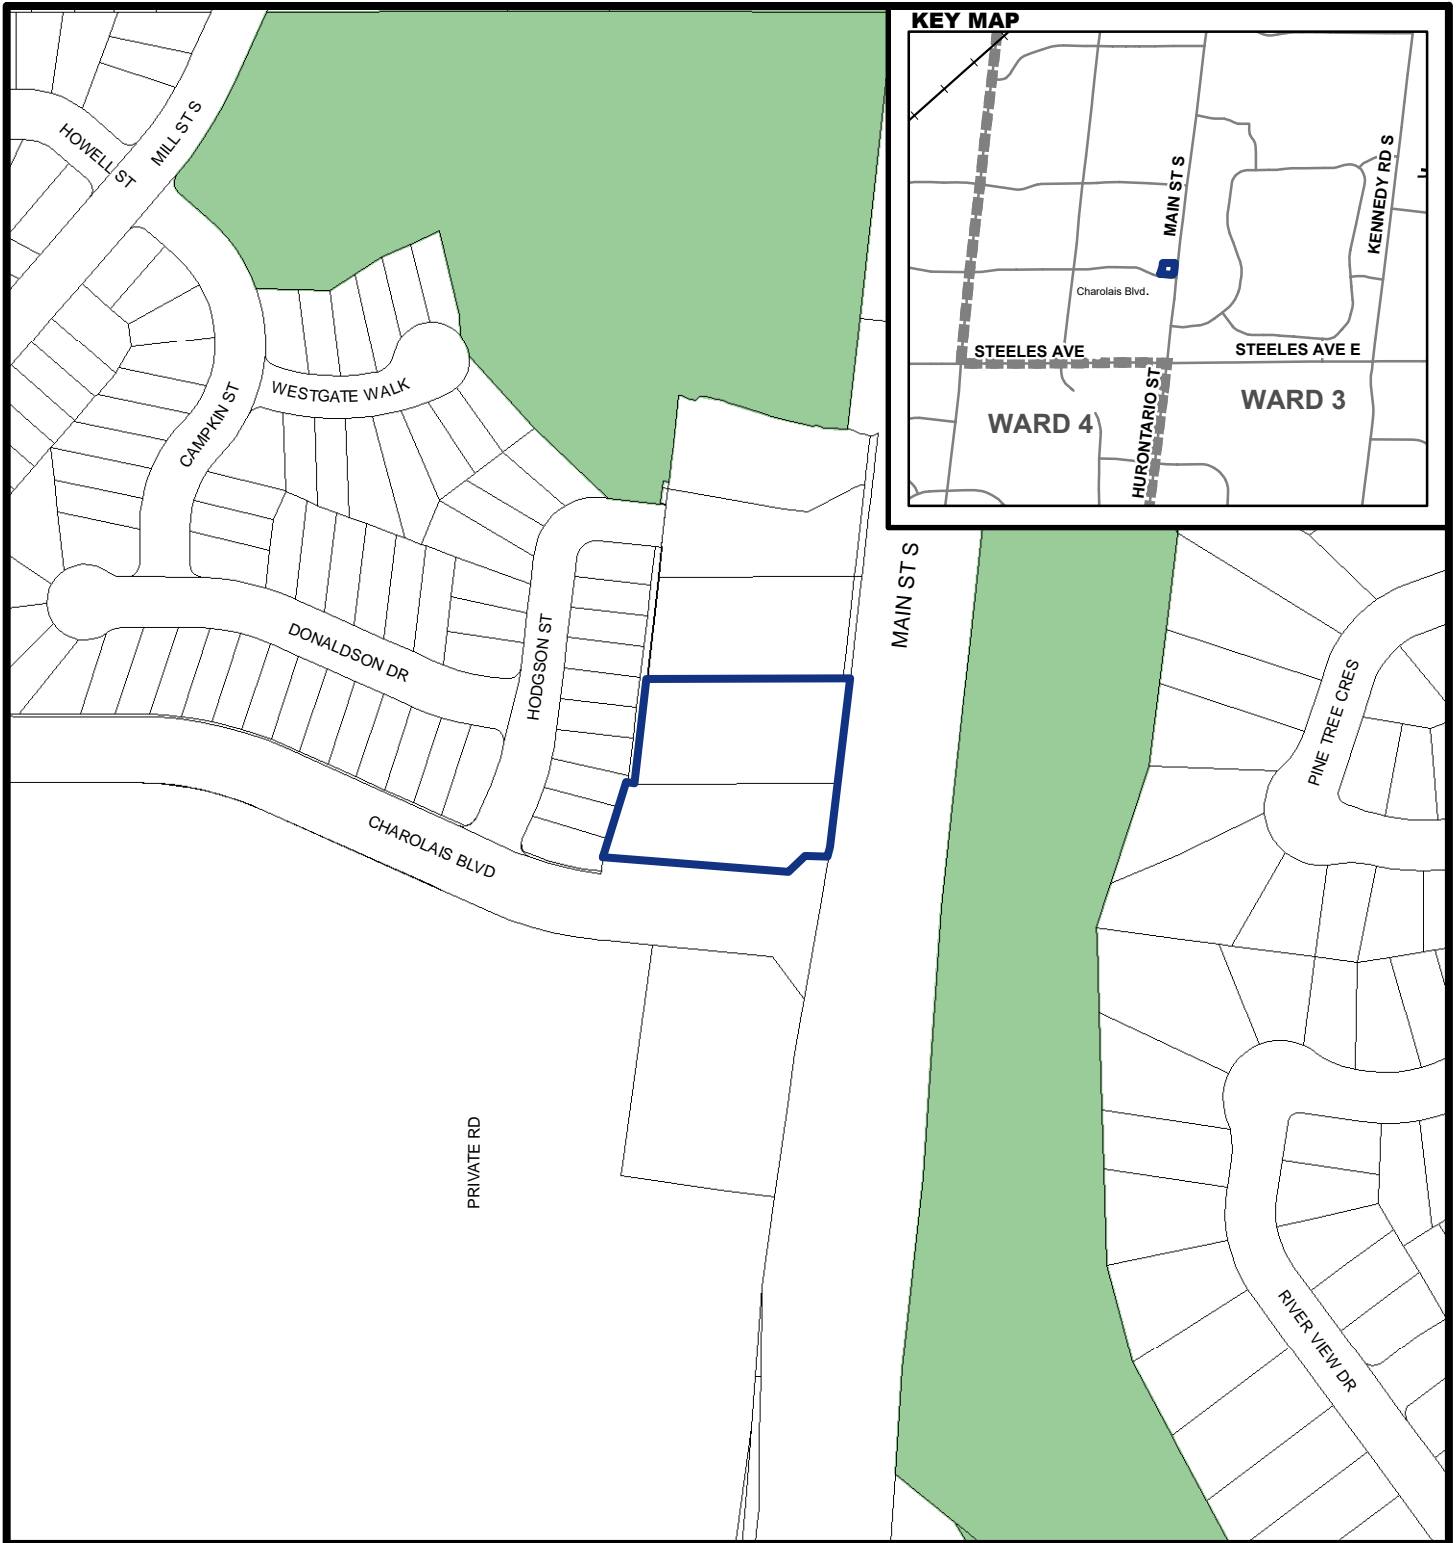 KEY MAP
MAIN ST S
KENNEDY RD S
Charolais Blvd.
STEELES AVE
STEELES AVE E
WARD 4
WARD 3
HURONTARIO ST
HOWELL ST
MILL ST S
WESTGATE WALK
CAMPKIN ST
MAIN ST S
DONALDSON DR
HODGSON ST
PINE TREE CRES
CHAROLAIS BLVD
PRIVATE RD
RIVER VIEW DR